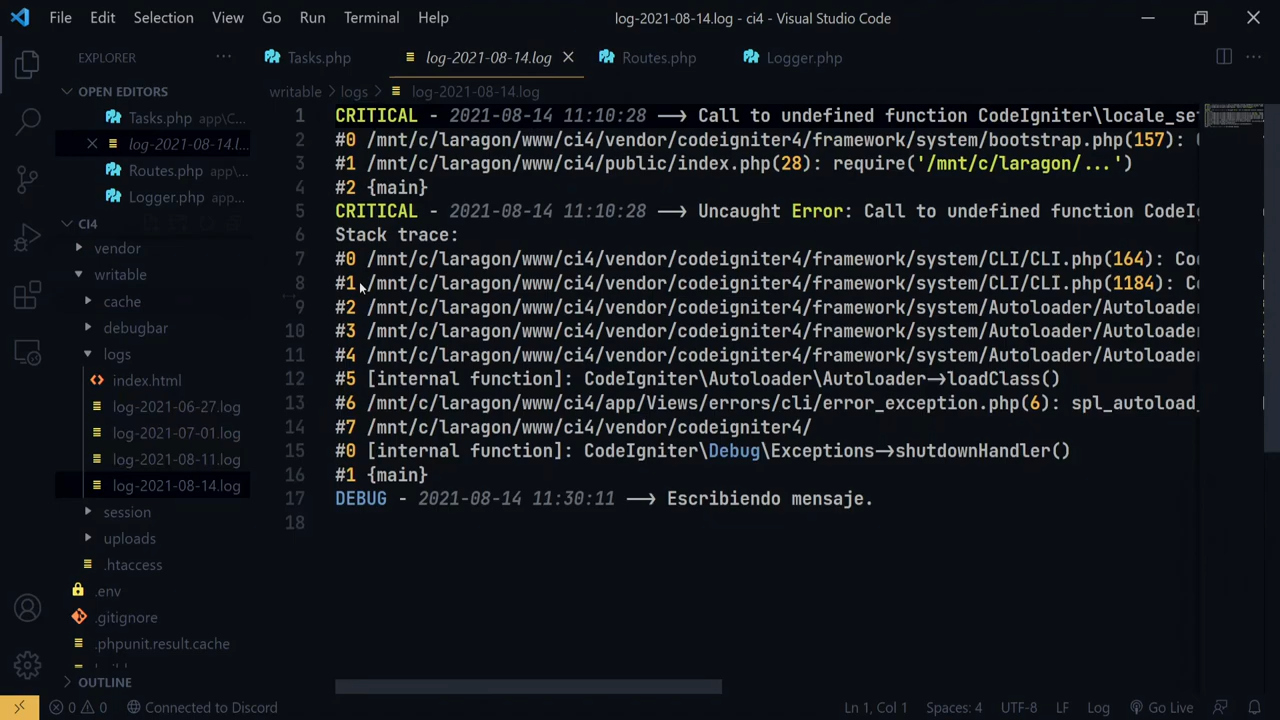 File Edit Selection View Go Run Terminal Help
log-2021-08-14.log - ci4 - Visual Studio Code
EXPLORER
OPEN EDITORS
Tasks.php app\C...
log-2021-08-14.l...
Routes.php app\...
Logger.php app...
CI4
vendor
writable
cache
debugbar
logs
index.html
log-2021-06-27.log
log-2021-07-01.log
log-2021-08-11.log
log-2021-08-14.log
session
uploads
.htaccess
.env
.gitignore
.phpunit.result.cache
OUTLINE
Tasks.php log-2021-08-14.log Routes.php Logger.php
writable logs log-2021-08-14.log
1 CRITICAL - 2021-08-14 11:10:28 --> Call to undefined function CodeIgniter\locale_se
2 #0 /mnt/c/laragon/www/ci4/vendor/codeigniter4/framework/system/bootstrap.php(157):
3 #1 /mnt/c/laragon/www/ci4/public/index.php(28): require('/mnt/c/laragon/...')
4 #2 {main}
5 CRITICAL - 2021-08-14 11:10:28 --> Uncaught Error: Call to undefined function CodeI
6 Stack trace:
7 #0 /mnt/c/laragon/www/ci4/vendor/codeigniter4/framework/system/CLI/CLI.php(164): Co
8 #1 /mnt/c/laragon/www/ci4/vendor/codeigniter4/framework/system/CLI/CLI.php(1184): C
9 #2 /mnt/c/laragon/www/ci4/vendor/codeigniter4/framework/system/Autoloader/Autoloader
10 #3 /mnt/c/laragon/www/ci4/vendor/codeigniter4/framework/system/Autoloader/Autoloader
11 #4 /mnt/c/laragon/www/ci4/vendor/codeigniter4/framework/system/Autoloader/Autoloader
12 #5 [internal function]: CodeIgniter\Autoloader\Autoloader->loadClass()
13 #6 /mnt/c/laragon/www/ci4/app/Views/errors/cli/error_exception.php(6): spl_autoload_
14 #7 /mnt/c/laragon/www/ci4/vendor/codeigniter4/
15 #0 [internal function]: CodeIgniter\Debug\Exceptions->shutdownHandler()
16 #1 {main}
17 DEBUG - 2021-08-14 11:30:11 --> Escribiendo mensaje.
18
0 0 Connected to Discord Ln 1, Col 1 Spaces: 4 UTF-8 LF Log Go Live